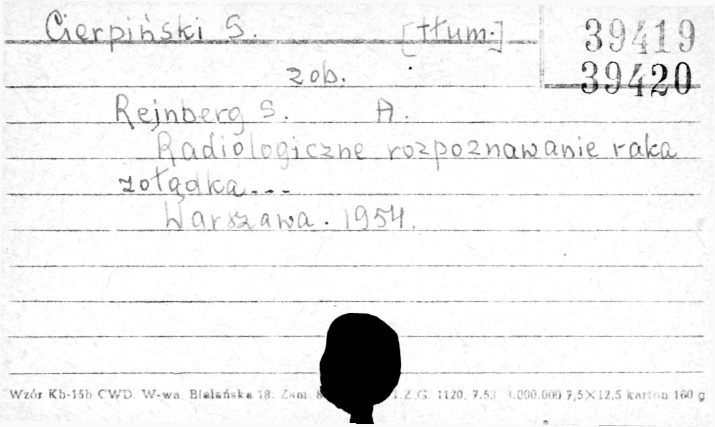 Cierpiński S. [tłum.] 39419
zob. 39420
Rejnberg S. A.
Radiologiczne rozpoznawanie raka
żołądka...
Warszawa. 1954.
Wzór Kb-15b CWD. W-wa, Bielańska 18. Zam. Z.G. 1120, 7.53. 1.000.000 7,5×12,5 karton 160 g